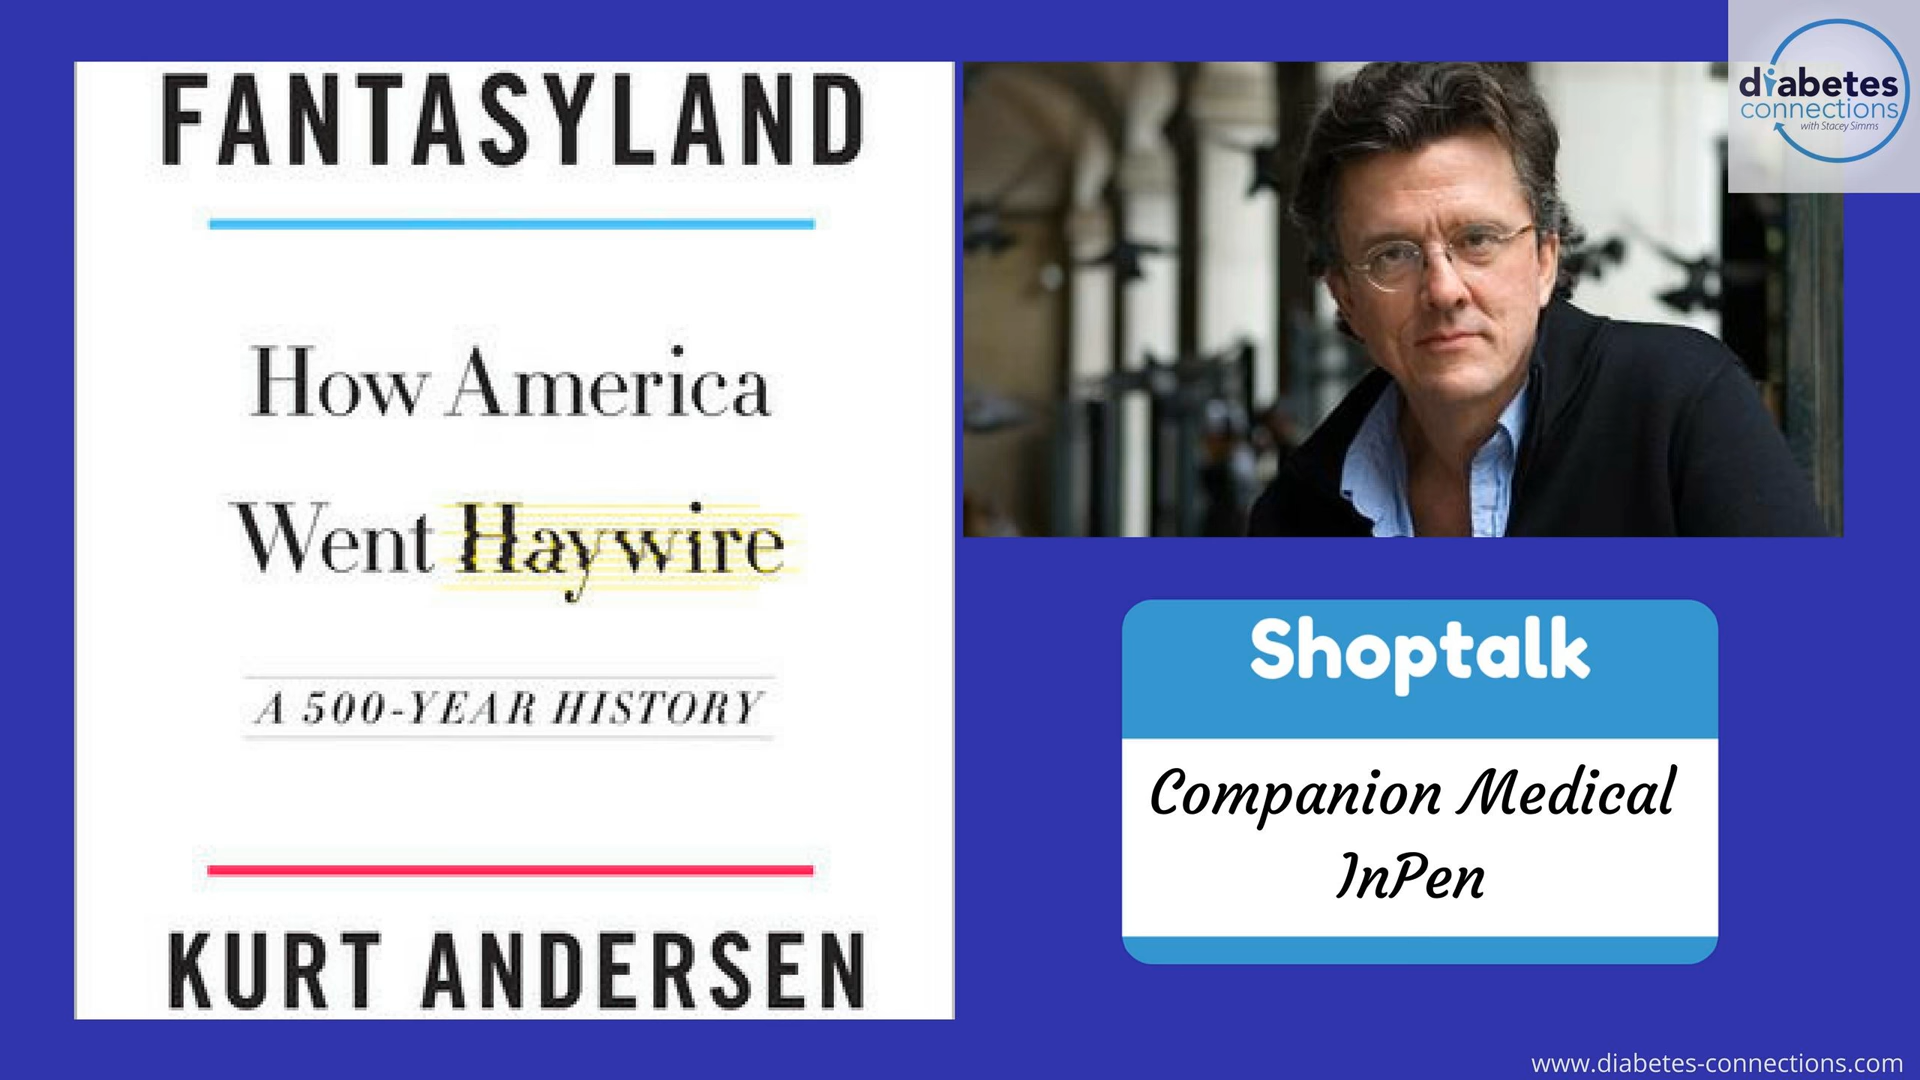 FANTASYLAND
How America
Went Haywire
A 500-YEAR HISTORY
KURT ANDERSEN
diabetes
connections
with Stacey Simms
Shoptalk
Companion Medical
InPen
www.diabetes-connections.com